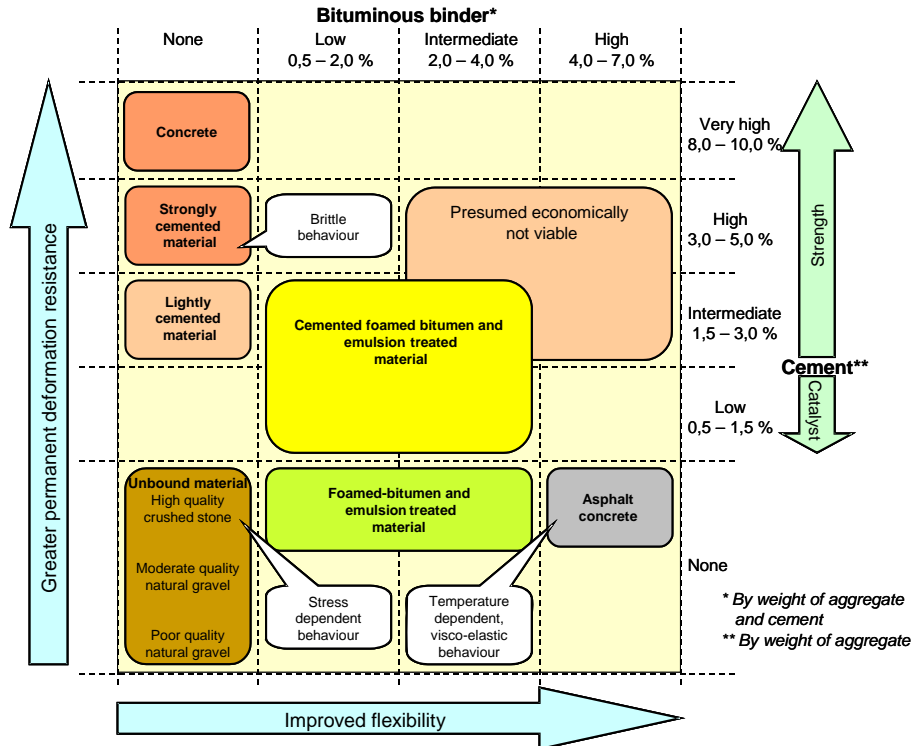 Bituminous binder*
None
Low
0,5 – 2,0 %
Intermediate
2,0 – 4,0 %
High
4,0 – 7,0 %
Greater permanent deformation resistance
Concrete
Very high
8,0 – 10,0 %
Strongly
cemented
material
Brittle
behaviour
Presumed economically
not viable
High
3,0 – 5,0 %
Strength
Lightly
cemented
material
Cemented foamed bitumen and
emulsion treated
material
Intermediate
1,5 – 3,0 %
Cement**
Low
0,5 – 1,5 %
Catalyst
Unbound material
High quality
crushed stone
Moderate quality
natural gravel
Poor quality
natural gravel
Foamed-bitumen and
emulsion treated
material
Asphalt
concrete
Stress
dependent
behaviour
Temperature
dependent,
visco-elastic
behaviour
None
* By weight of aggregate
and cement
** By weight of aggregate
Improved flexibility